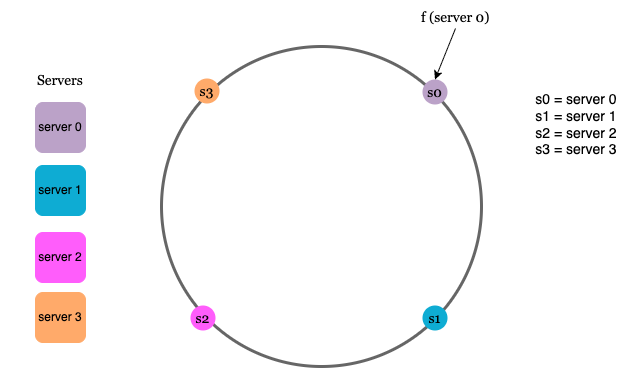 f (server 0)
Servers
server 0
server 1
server 2
server 3
s3
s0
s2
s1
s0 = server 0
s1 = server 1
s2 = server 2
s3 = server 3